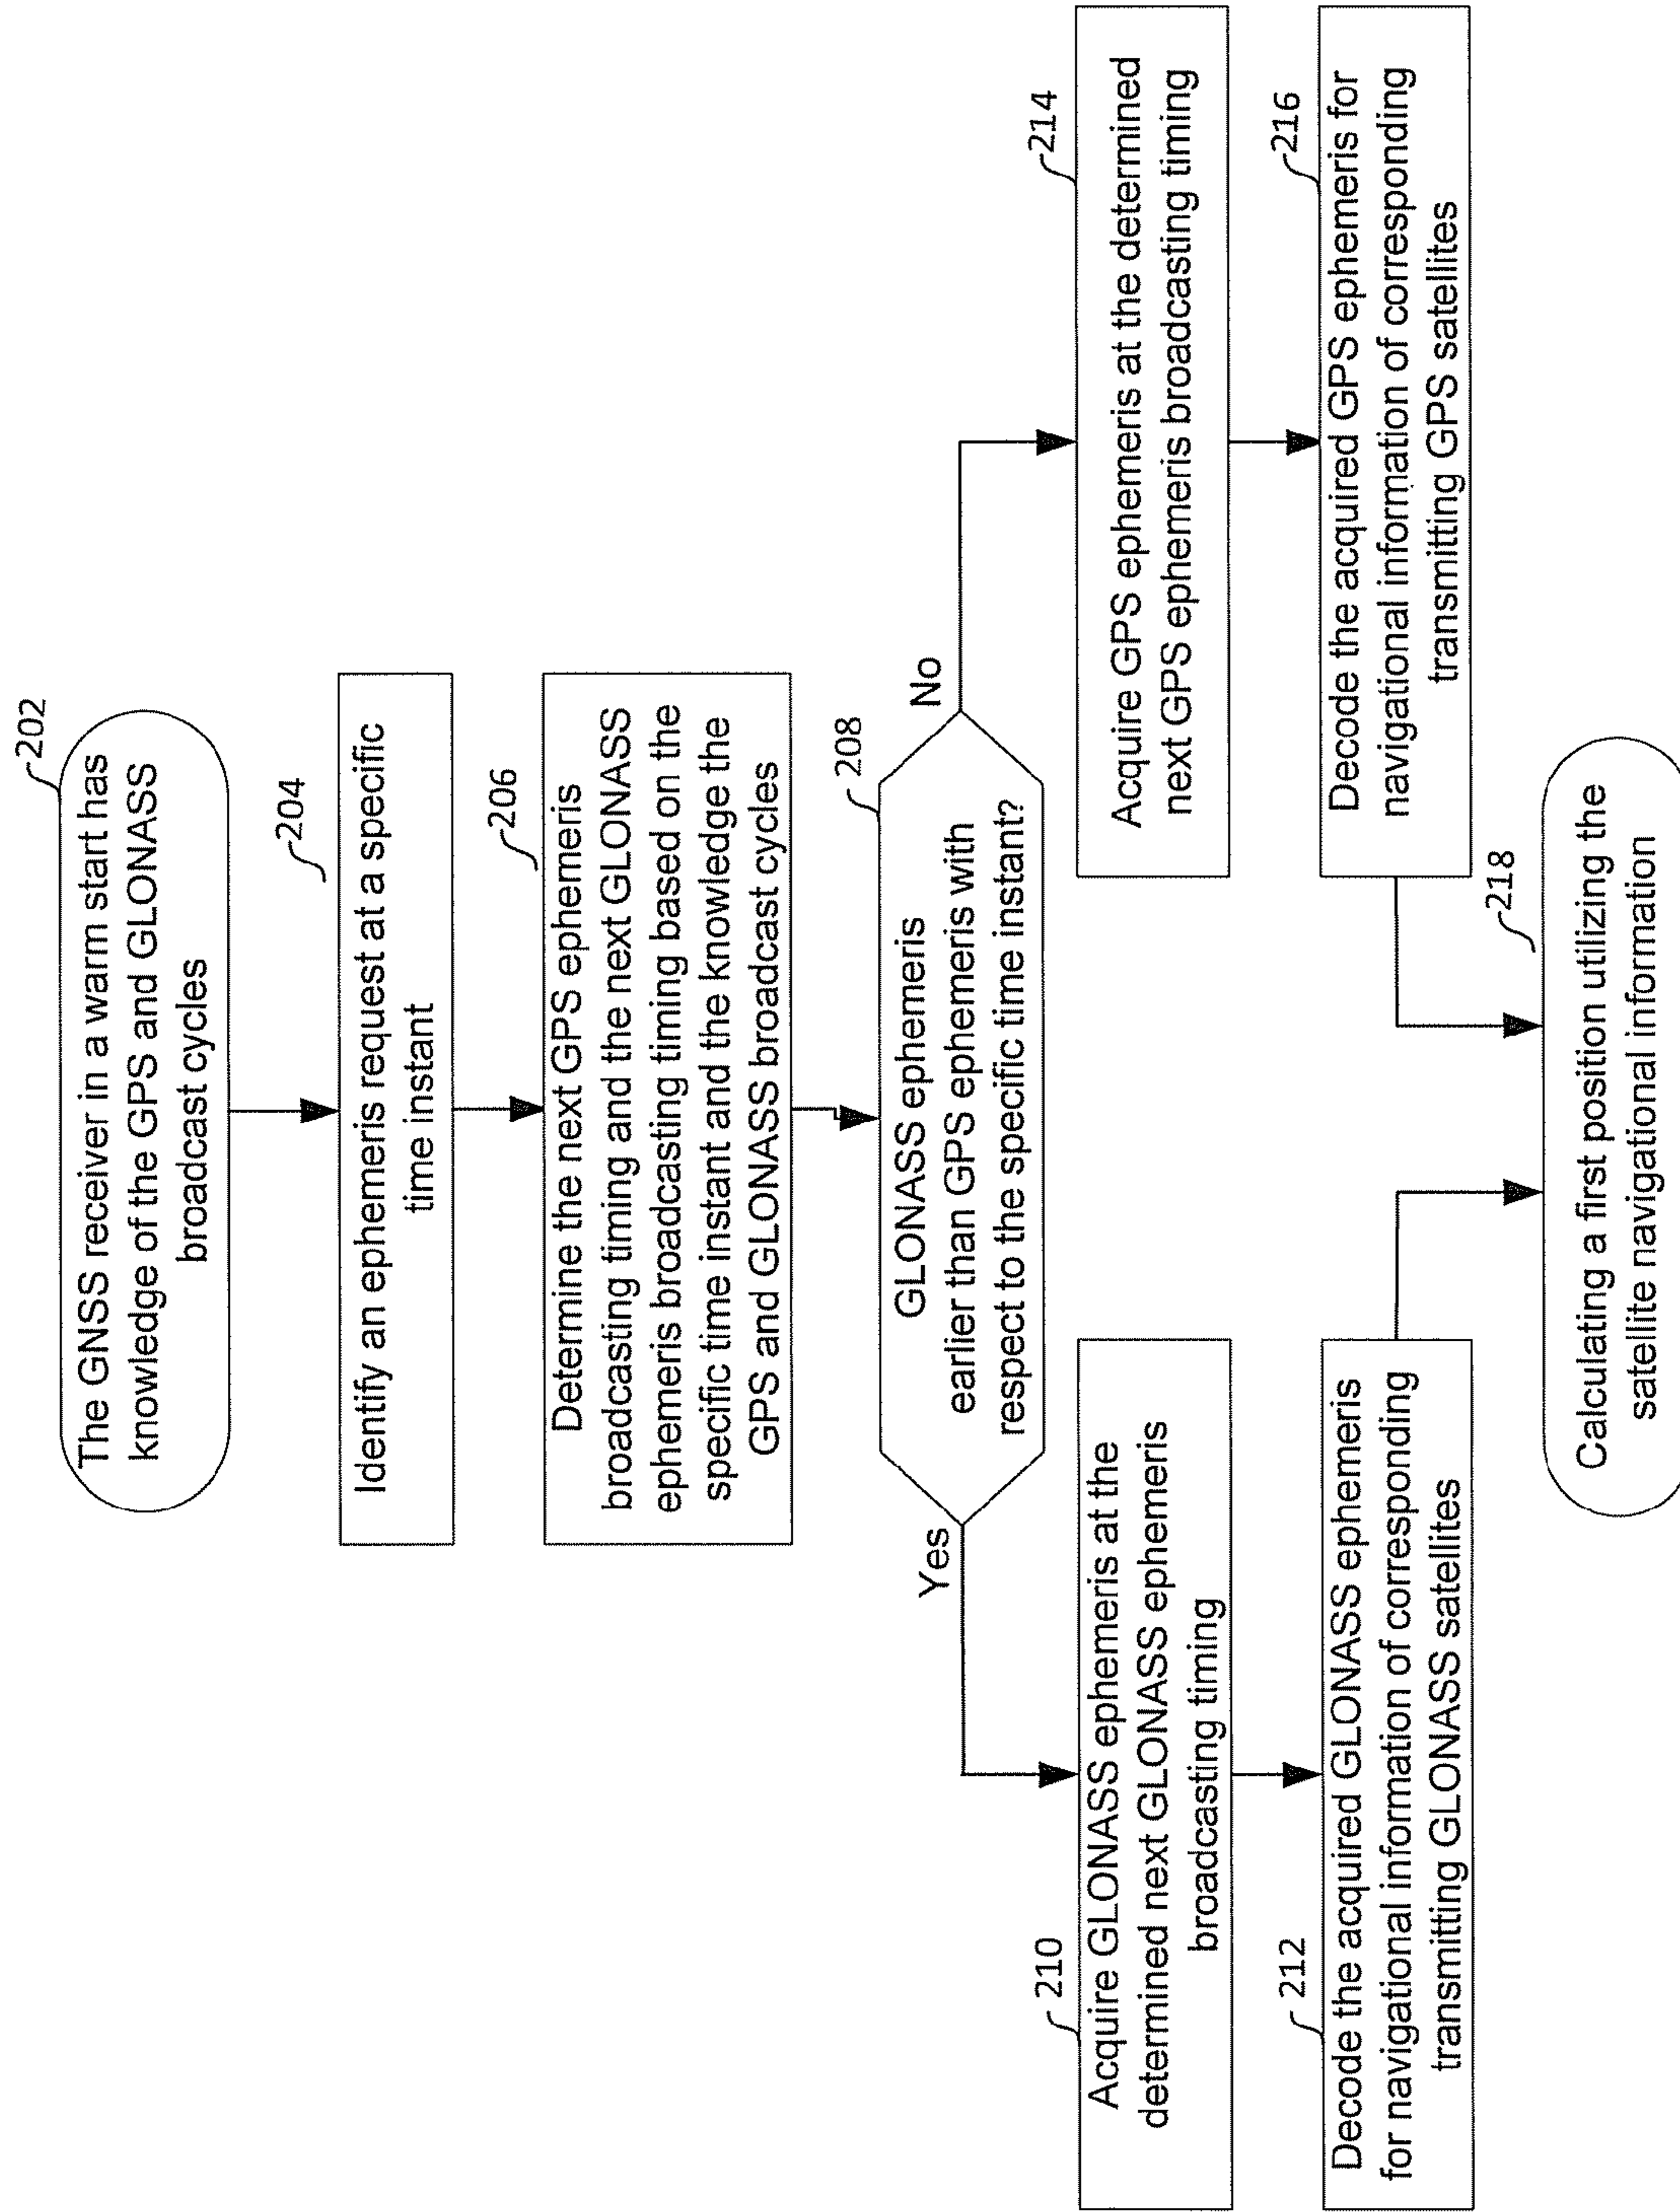 202
The GNSS receiver in a warm start has
knowledge of the GPS and GLONASS
broadcast cycles
204
Identify an ephemeris request at a specific
time instant
206
Determine the next GPS ephemeris
broadcasting timing and the next GLONASS
ephemeris broadcasting timing based on the
specific time instant and the knowledge the
GPS and GLONASS broadcast cycles
208
GLONASS ephemeris
earlier than GPS ephemeris with
respect to the specific time instant?
Yes
No
210
Acquire GLONASS ephemeris at the
determined next GLONASS ephemeris
broadcasting timing
212
Decode the acquired GLONASS ephemeris
for navigational information of corresponding
transmitting GLONASS satellites
214
Acquire GPS ephemeris at the determined
next GPS ephemeris broadcasting timing
216
Decode the acquired GPS ephemeris for
navigational information of corresponding
transmitting GPS satellites
218
Calculating a first position utilizing the
satellite navigational information